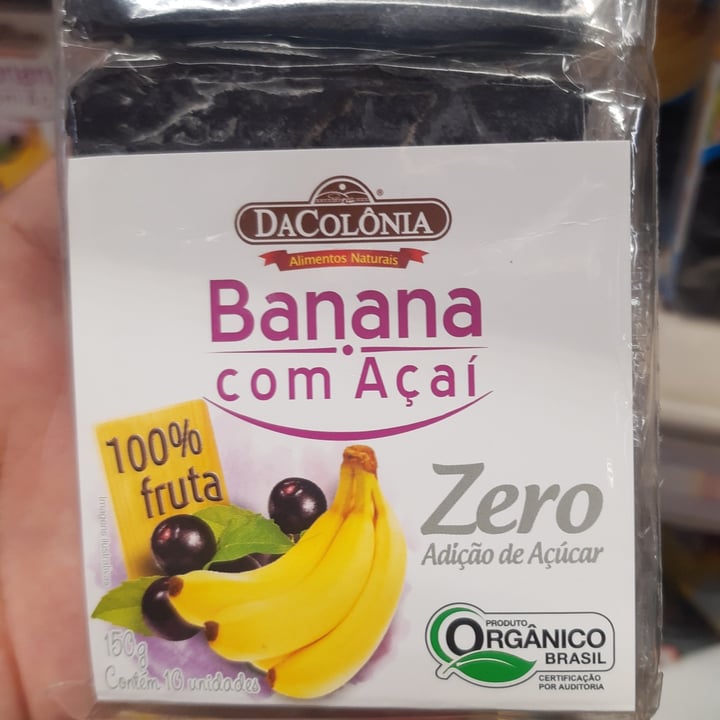 DACOLÔNIA
®
Alimentos Naturais
Banana
com Açaí
100%
fruta
Zero
Adição de Açúcar
150g
Contém 10 unidades
PRODUTO
ORGÂNICO
BRASIL
CERTIFICAÇÃO
POR AUDITORIA